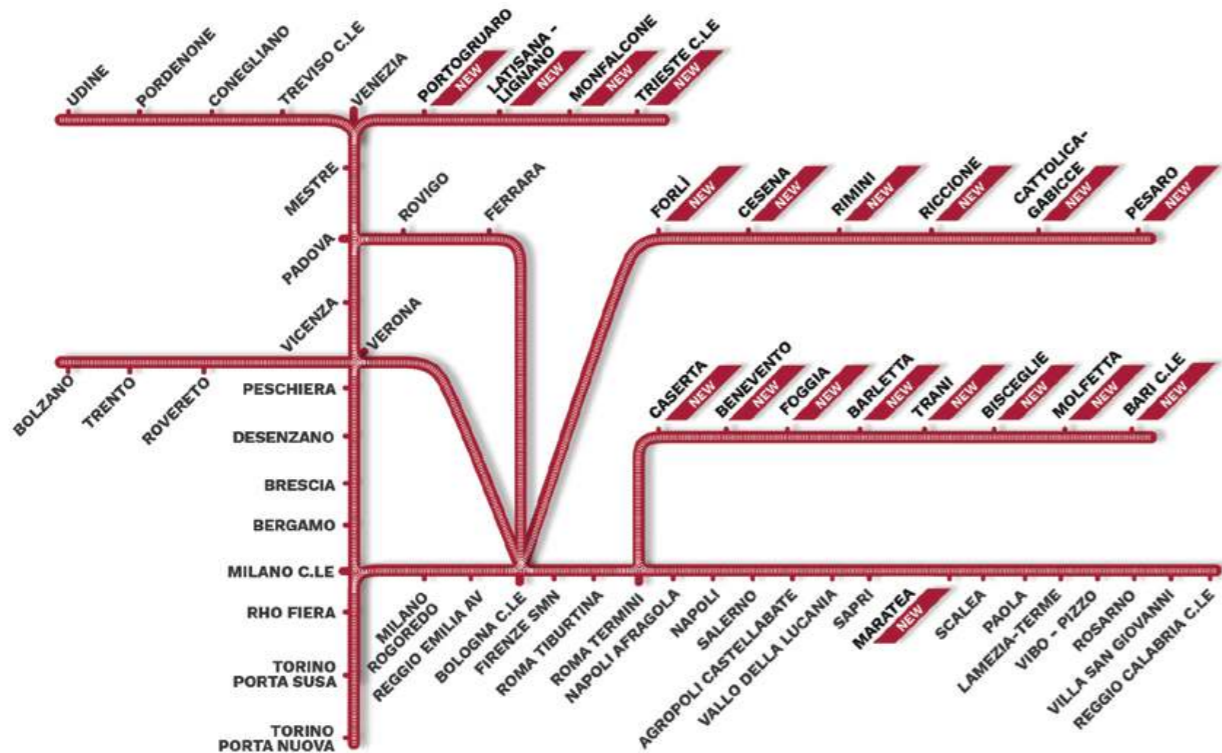 UDINE
PORDENONE
CONEGLIANO
TREVISO C.LE
VENEZIA
PORTOGRUARO
NEW
LATISANA -
LIGNANO
NEW
MONFALCONE
NEW
TRIESTE C.LE
NEW
MESTRE
ROVIGO
FERRARA
PADOVA
FORLÌ
NEW
CESENA
NEW
RIMINI
NEW
RICCIONE
NEW
CATTOLICA-
GABICCE
NEW
PESARO
NEW
VICENZA
VERONA
BOLZANO
TRENTO
ROVERETO
PESCHIERA
DESENZANO
BRESCIA
BERGAMO
CASERTA
NEW
BENEVENTO
NEW
FOGGIA
NEW
BARLETTA
NEW
TRANI
NEW
BISCEGLIE
NEW
MOLFETTA
NEW
BARI C.LE
NEW
MILANO C.LE
RHO FIERA
TORINO
PORTA SUSA
TORINO
PORTA NUOVA
MILANO
ROGOREDO
REGGIO EMILIA AV
BOLOGNA C.LE
FIRENZE SMN
ROMA TIBURTINA
ROMA TERMINI
NAPOLI AFRAGOLA
NAPOLI
SALERNO
AGROPOLI CASTELLABATE
VALLO DELLA LUCANIA
SAPRI
MARATEA
NEW
SCALEA
PAOLA
LAMEZIA-TERME
VIBO - PIZZO
ROSARNO
VILLA SAN GIOVANNI
REGGIO CALABRIA C.LE